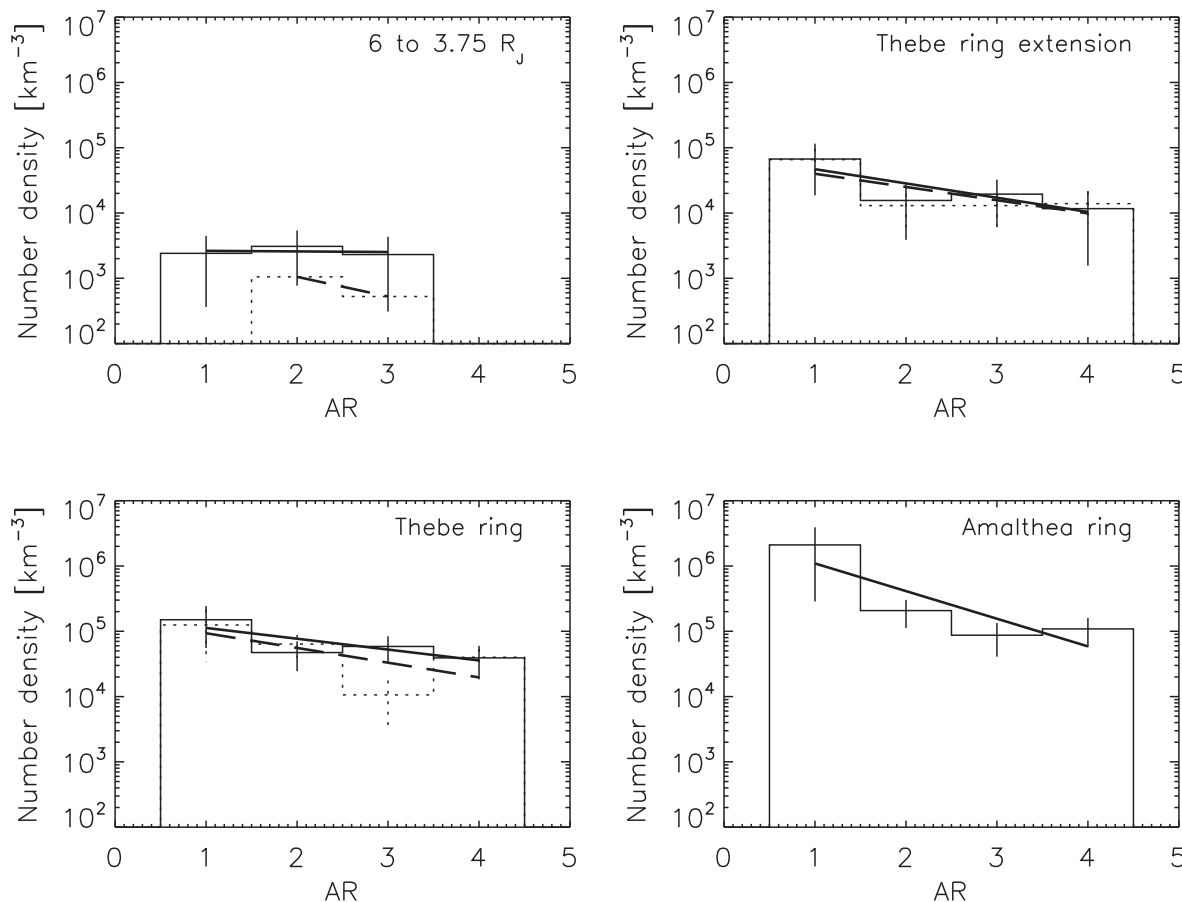 6 to 3.75 R_J
Number density [km^-3]
10^7
10^6
10^5
10^4
10^3
10^2
0 1 2 3 4 5
AR
Thebe ring extension
Number density [km^-3]
10^7
10^6
10^5
10^4
10^3
10^2
0 1 2 3 4 5
AR
Thebe ring
Number density [km^-3]
10^7
10^6
10^5
10^4
10^3
10^2
0 1 2 3 4 5
AR
Amalthea ring
Number density [km^-3]
10^7
10^6
10^5
10^4
10^3
10^2
0 1 2 3 4 5
AR